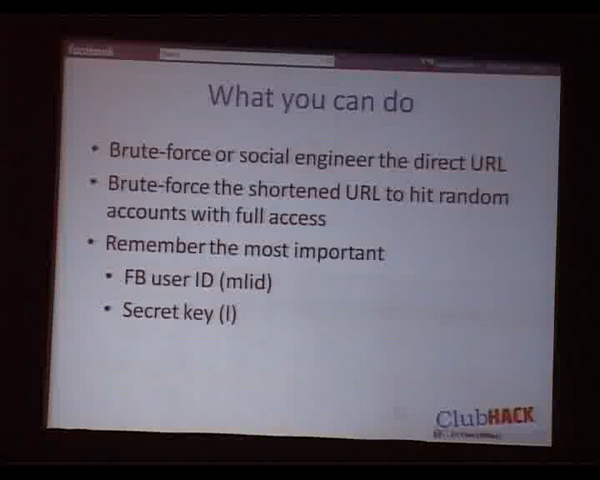 facebook
What you can do
• Brute-force or social engineer the direct URL
• Brute-force the shortened URL to hit random
accounts with full access
• Remember the most important
• FB user ID (mlid)
• Secret key (l)
ClubHACK